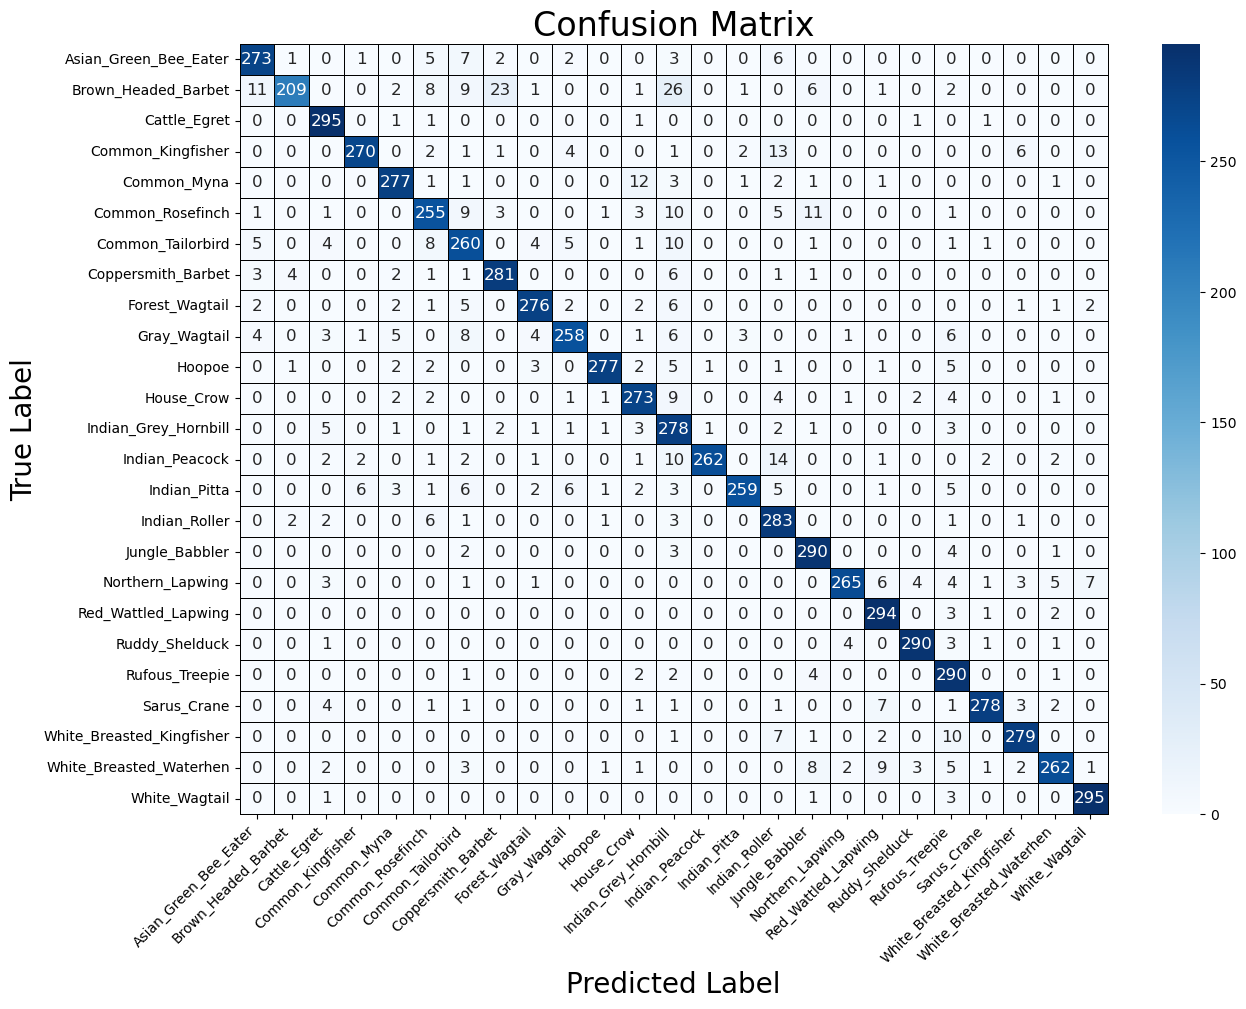 Confusion Matrix
True Label
Asian_Green_Bee_Eater 273 1 0 1 0 5 7 2 0 2 0 0 3 0 0 6 0 0 0 0 0 0 0 0 0
Brown_Headed_Barbet 11 209 0 0 2 8 9 23 1 0 0 1 26 0 1 0 6 0 1 0 2 0 0 0 0
Cattle_Egret 0 0 295 0 1 1 0 0 0 0 0 1 0 0 0 0 0 0 0 1 0 1 0 0 0
Common_Kingfisher 0 0 0 270 0 2 1 1 0 4 0 0 1 0 2 13 0 0 0 0 0 0 6 0 0
Common_Myna 0 0 0 0 277 1 1 0 0 0 0 12 3 0 1 2 1 0 1 0 0 0 0 1 0
Common_Rosefinch 1 0 1 0 0 255 9 3 0 0 1 3 10 0 0 5 11 0 0 0 1 0 0 0 0
Common_Tailorbird 5 0 4 0 0 8 260 0 4 5 0 1 10 0 0 0 1 0 0 0 1 1 0 0 0
Coppersmith_Barbet 3 4 0 0 2 1 1 281 0 0 0 0 6 0 0 1 1 0 0 0 0 0 0 0 0
Forest_Wagtail 2 0 0 0 2 1 5 0 276 2 0 2 6 0 0 0 0 0 0 0 0 0 1 1 2
Gray_Wagtail 4 0 3 1 5 0 8 0 4 258 0 1 6 0 3 0 0 1 0 0 6 0 0 0 0
Hoopoe 0 1 0 0 2 2 0 0 3 0 277 2 5 1 0 1 0 0 1 0 5 0 0 0 0
House_Crow 0 0 0 0 2 2 0 0 0 1 1 273 9 0 0 4 0 1 0 2 4 0 0 1 0
Indian_Grey_Hornbill 0 0 5 0 1 0 1 2 1 1 1 3 278 1 0 2 1 0 0 0 3 0 0 0 0
Indian_Peacock 0 0 2 2 0 1 2 0 1 0 0 1 10 262 0 14 0 0 1 0 0 2 0 2 0
Indian_Pitta 0 0 0 6 3 1 6 0 2 6 1 2 3 0 259 5 0 0 1 0 5 0 0 0 0
Indian_Roller 0 2 2 0 0 6 1 0 0 0 1 0 3 0 0 283 0 0 0 0 1 0 1 0 0
Jungle_Babbler 0 0 0 0 0 0 2 0 0 0 0 0 3 0 0 0 290 0 0 0 4 0 0 1 0
Northern_Lapwing 0 0 3 0 0 0 1 0 1 0 0 0 0 0 0 0 0 265 6 4 4 1 3 5 7
Red_Wattled_Lapwing 0 0 0 0 0 0 0 0 0 0 0 0 0 0 0 0 0 0 294 0 3 1 0 2 0
Ruddy_Shelduck 0 0 1 0 0 0 0 0 0 0 0 0 0 0 0 0 0 4 0 290 3 1 0 1 0
Rufous_Treepie 0 0 0 0 0 0 1 0 0 0 0 2 2 0 0 0 4 0 0 0 290 0 0 1 0
Sarus_Crane 0 0 4 0 0 1 1 0 0 0 0 1 1 0 0 1 0 0 7 0 1 278 3 2 0
White_Breasted_Kingfisher 0 0 0 0 0 0 0 0 0 0 0 0 1 0 0 7 1 0 2 0 10 0 279 0 0
White_Breasted_Waterhen 0 0 2 0 0 0 3 0 0 0 1 1 0 0 0 0 8 2 9 3 5 1 2 262 1
White_Wagtail 0 0 1 0 0 0 0 0 0 0 0 0 0 0 0 0 1 0 0 0 3 0 0 0 295
Asian_Green_Bee_Eater
Brown_Headed_Barbet
Cattle_Egret
Common_Kingfisher
Common_Myna
Common_Rosefinch
Common_Tailorbird
Coppersmith_Barbet
Forest_Wagtail
Gray_Wagtail
Hoopoe
House_Crow
Indian_Grey_Hornbill
Indian_Peacock
Indian_Pitta
Indian_Roller
Jungle_Babbler
Northern_Lapwing
Red_Wattled_Lapwing
Ruddy_Shelduck
Rufous_Treepie
Sarus_Crane
White_Breasted_Kingfisher
White_Breasted_Waterhen
White_Wagtail
Predicted Label
250
200
150
100
50
0